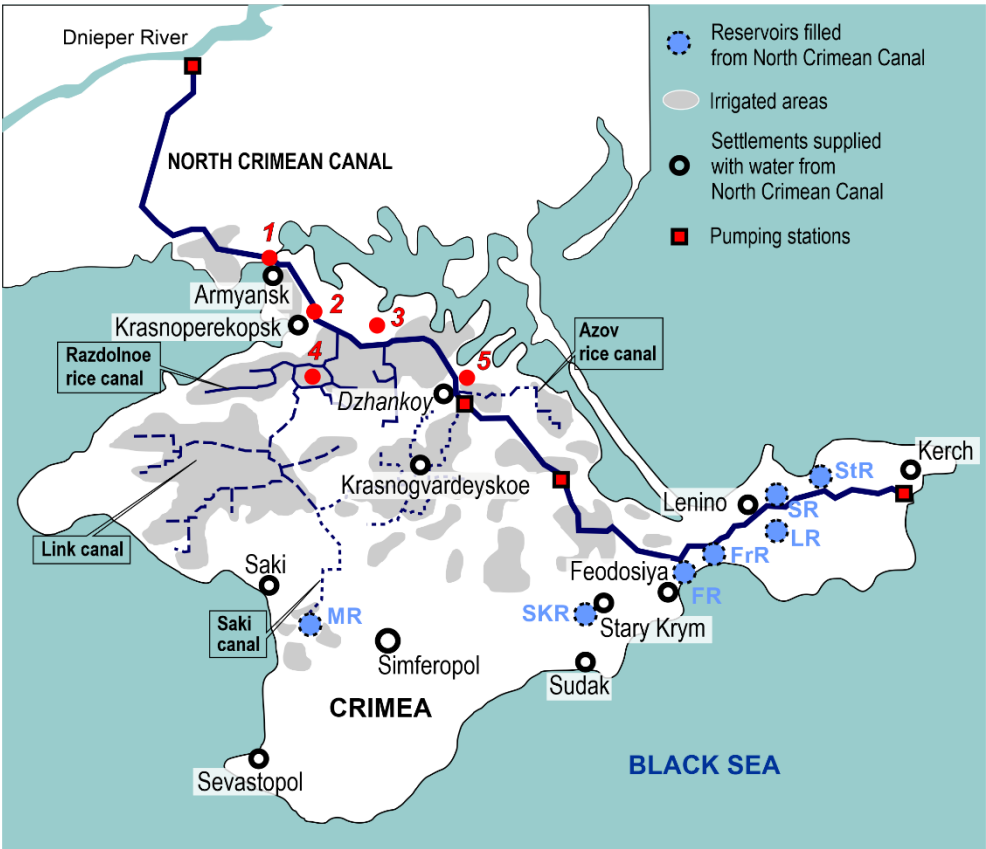 Dnieper River
Reservoirs filled
from North Crimean Canal
Irrigated areas
Settlements supplied
with water from
North Crimean Canal
Pumping stations
NORTH CRIMEAN CANAL
1
Armyansk
2
3
Krasnoperekopsk
Azov
rice canal
Razdolnoe
rice canal
4
5
Dzhankoy
Krasnogvardeyskoe
Kerch
StR
Lenino
SR
LR
Link canal
FrR
Saki
Feodosiya
FR
MR
SKR
Stary Krym
Saki
canal
Simferopol
Sudak
CRIMEA
BLACK SEA
Sevastopol